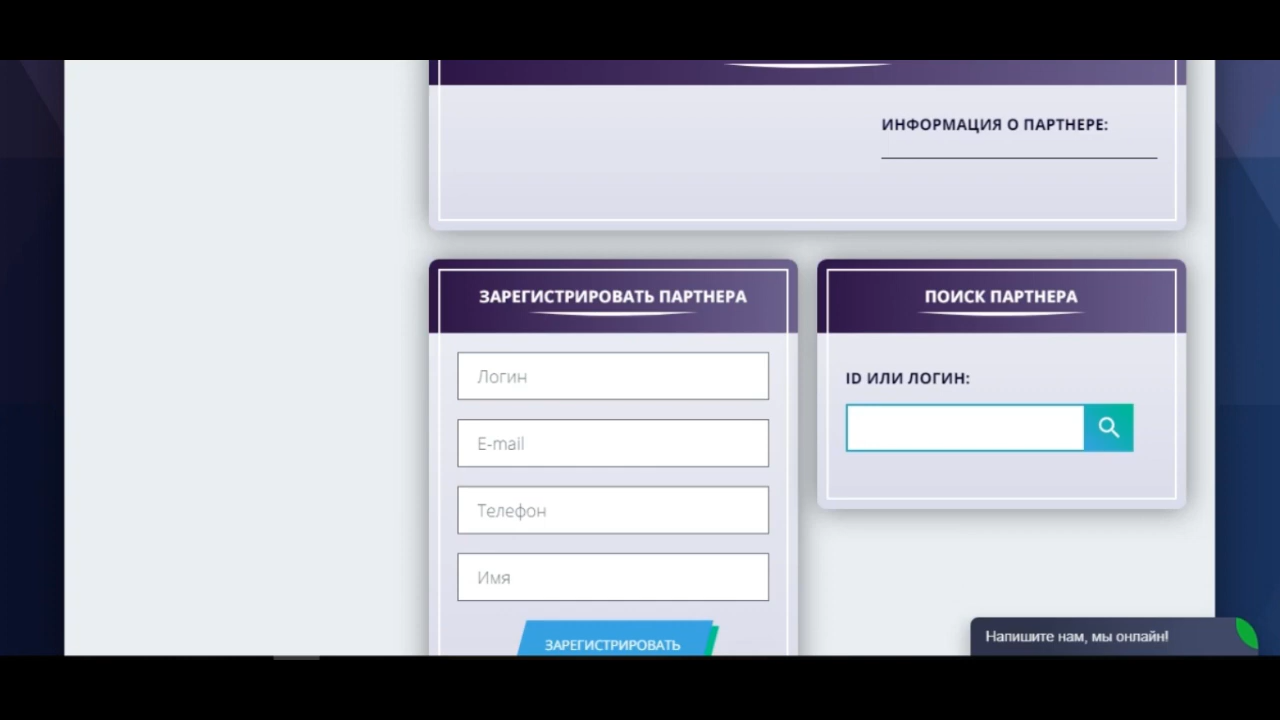 ИНФОРМАЦИЯ О ПАРТНЕРЕ:
ЗАРЕГИСТРИРОВАТЬ ПАРТНЕРА
Логин
E-mail
Телефон
Имя
ЗАРЕГИСТРИРОВАТЬ
ПОИСК ПАРТНЕРА
ID ИЛИ ЛОГИН:
Напишите нам, мы онлайн!